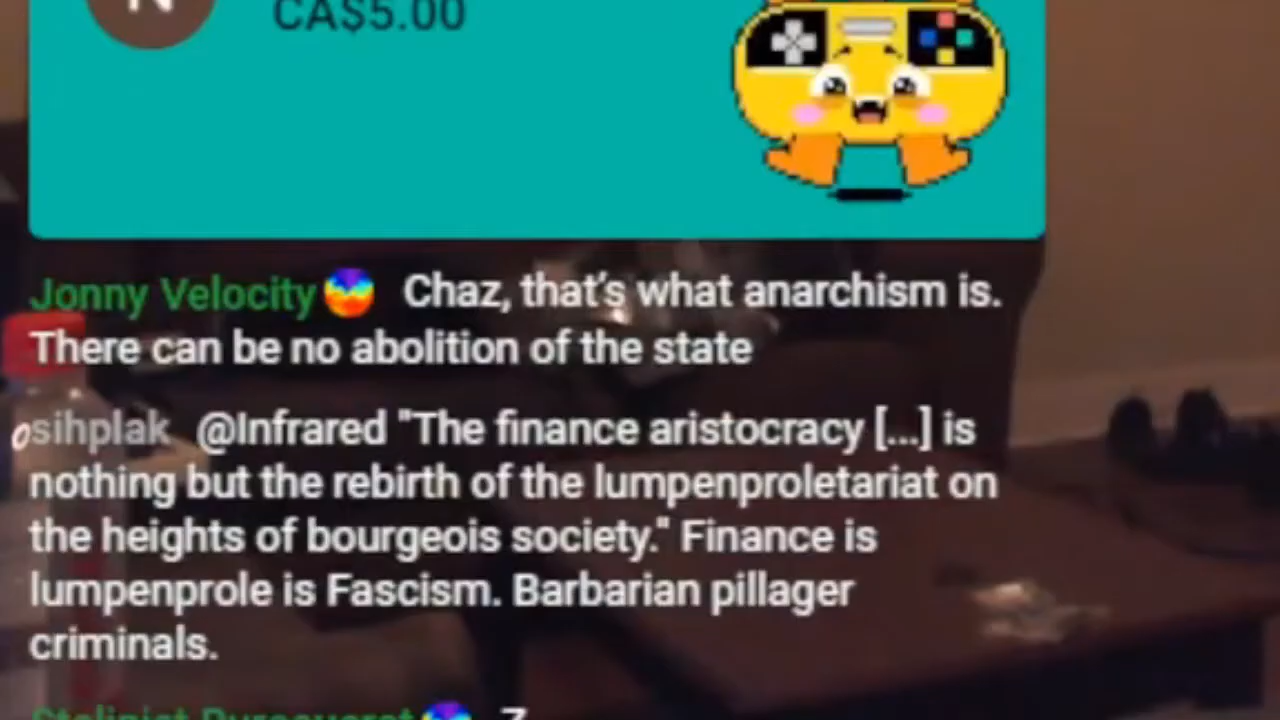 N
CA$5.00
Jonny Velocity Chaz, that's what anarchism is.
There can be no abolition of the state
sihplak @Infrared "The finance aristocracy [...] is
nothing but the rebirth of the lumpenproletariat on
the heights of bourgeois society." Finance is
lumpenprole is Fascism. Barbarian pillager
criminals.
Stalinist Bureaucrat Z